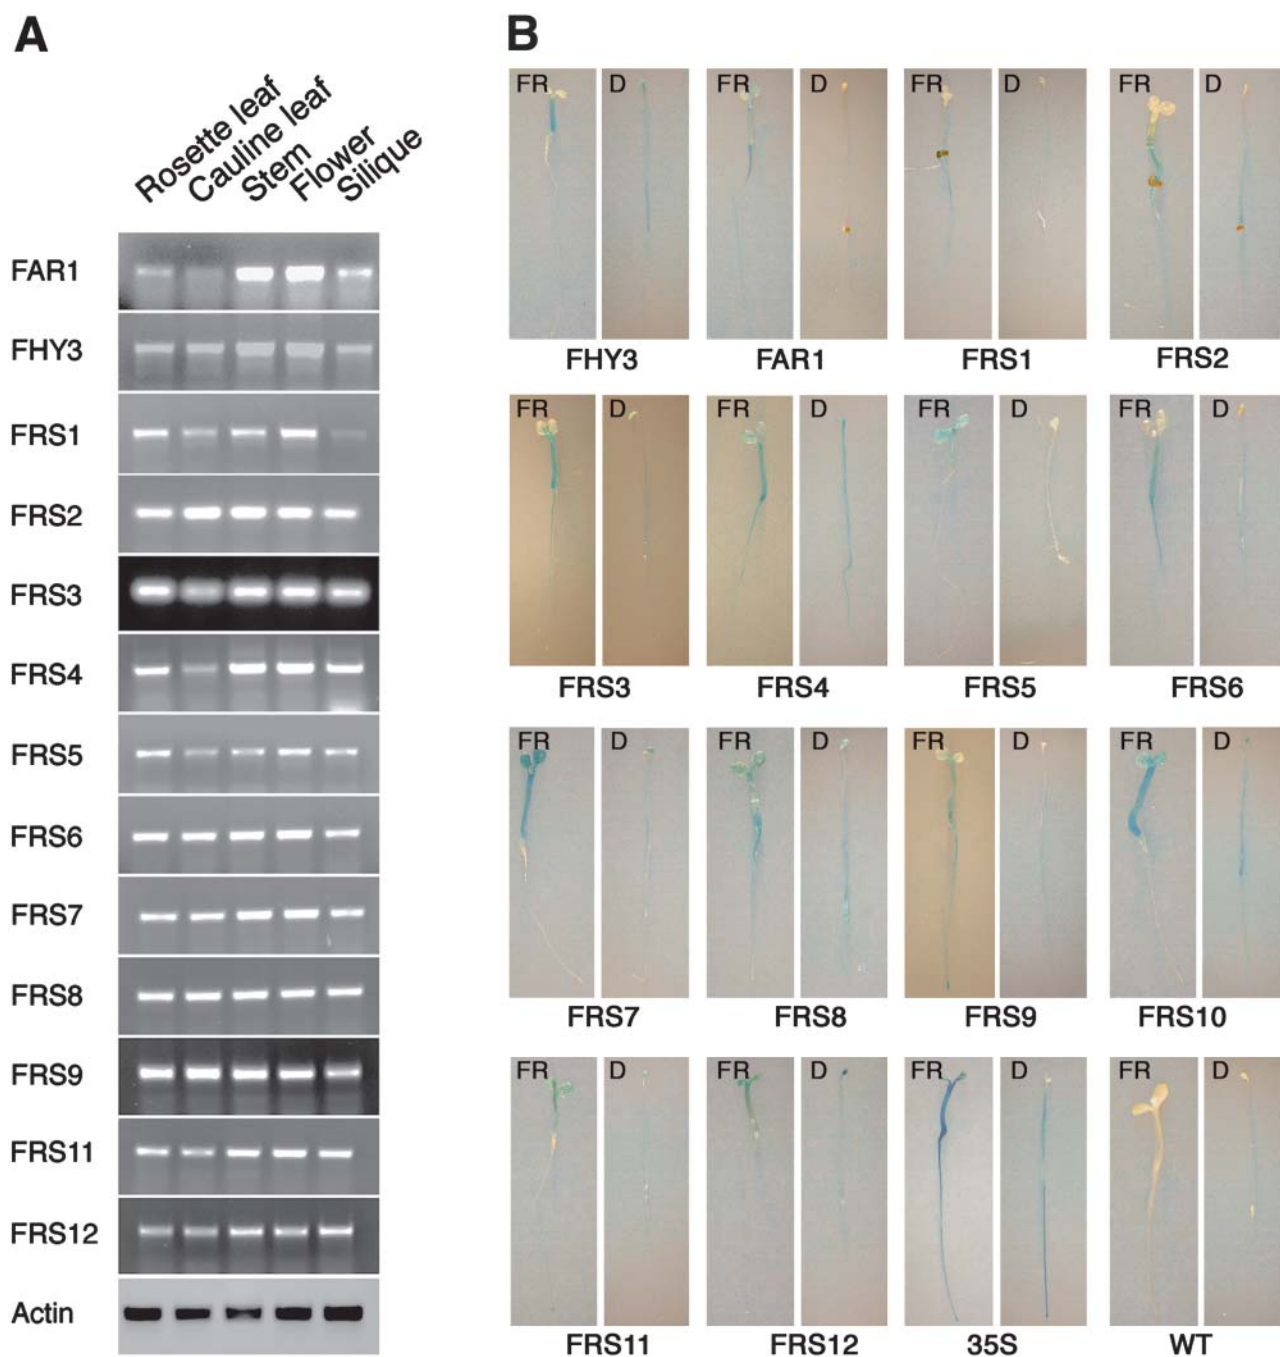 A
B
Rosette leaf
Cauline leaf
Stem
Flower
Silique
FAR1
FHY3
FRS1
FRS2
FRS3
FRS4
FRS5
FRS6
FRS7
FRS8
FRS9
FRS11
FRS12
Actin
FR D FR D FR D FR D
FHY3 FAR1 FRS1 FRS2
FR D FR D FR D FR D
FRS3 FRS4 FRS5 FRS6
FR D FR D FR D FR D
FRS7 FRS8 FRS9 FRS10
FR D FR D FR D FR D
FRS11 FRS12 35S WT